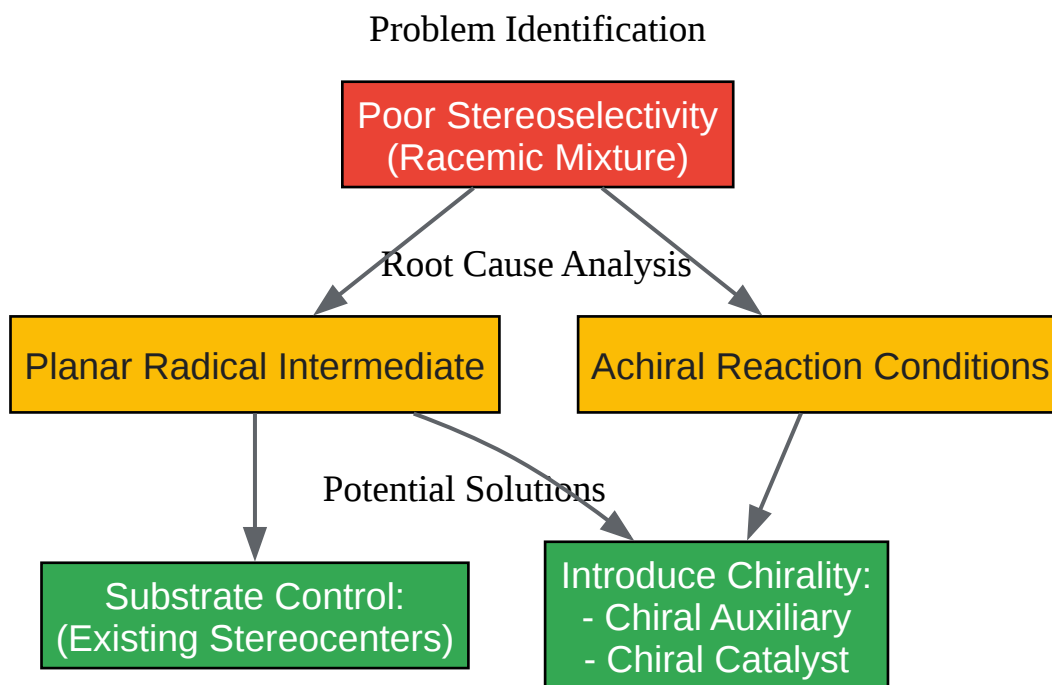 Problem Identification
Poor Stereoselectivity
(Racemic Mixture)
Root Cause Analysis
Planar Radical Intermediate
Achiral Reaction Conditions
Potential Solutions
Substrate Control:
(Existing Stereocenters)
Introduce Chirality:
- Chiral Auxiliary
- Chiral Catalyst